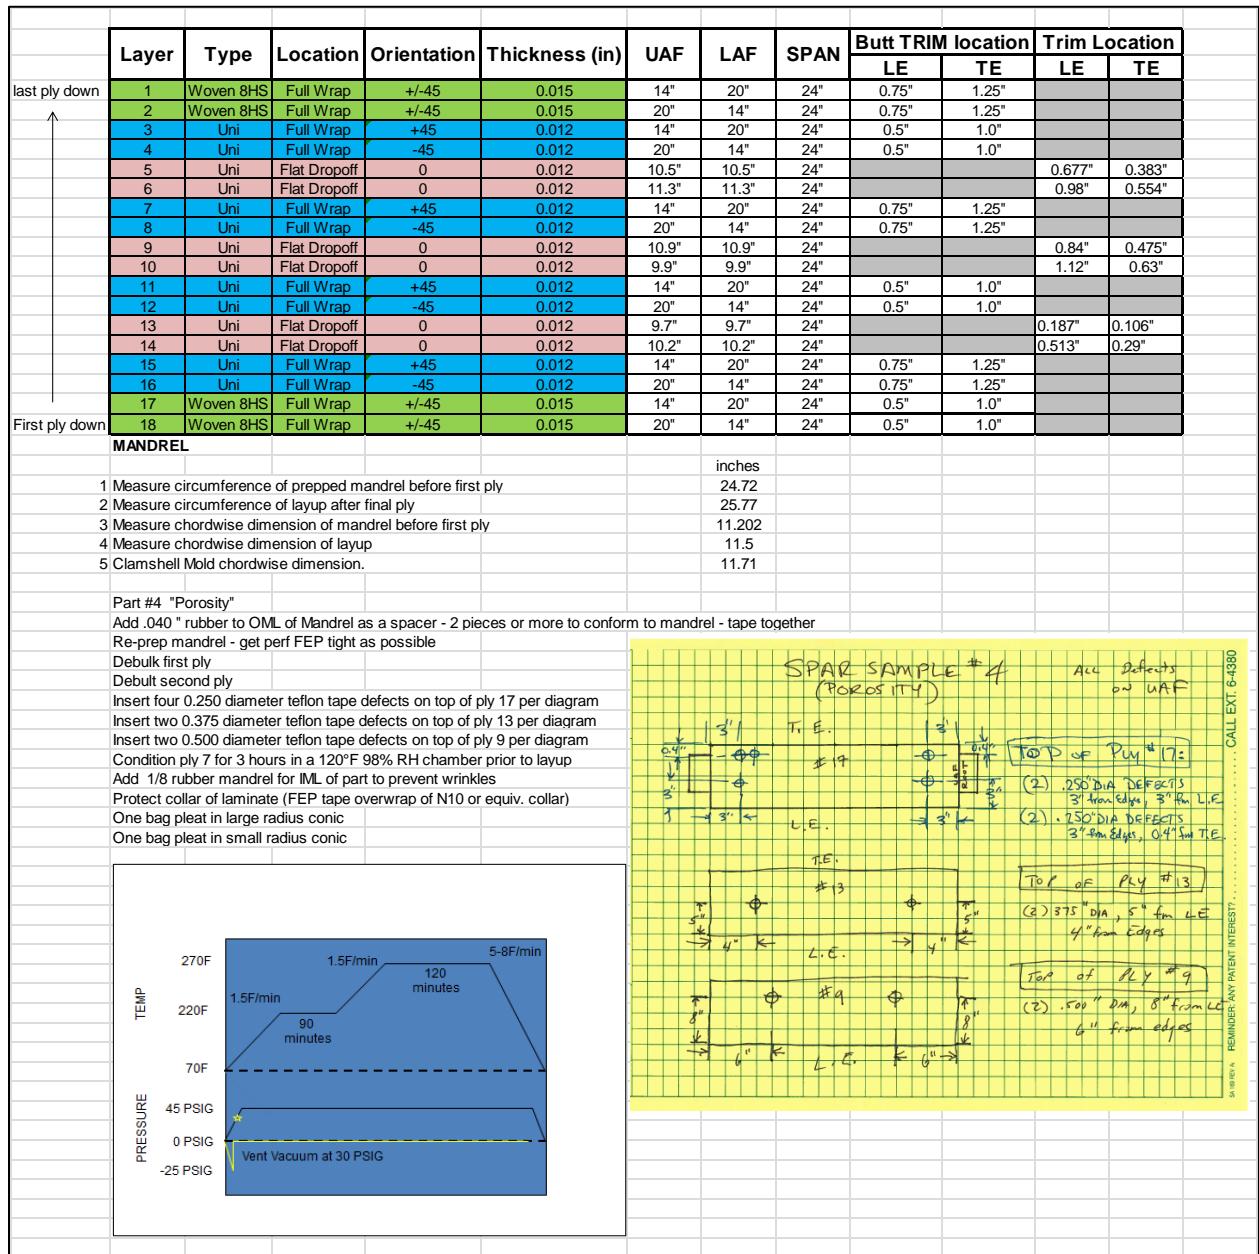 Layer Type Location Orientation Thickness (in) UAF LAF SPAN Butt TRIM location Trim Location
LE TE LE TE
last ply down 1 Woven 8HS Full Wrap +/-45 0.015 14" 20" 24" 0.75" 1.25"
2 Woven 8HS Full Wrap +/-45 0.015 20" 14" 24" 0.75" 1.25"
3 Uni Full Wrap +45 0.012 14" 20" 24" 0.5" 1.0"
4 Uni Full Wrap -45 0.012 20" 14" 24" 0.5" 1.0"
5 Uni Flat Dropoff 0 0.012 10.5" 10.5" 24" 0.677" 0.383"
6 Uni Flat Dropoff 0 0.012 11.3" 11.3" 24" 0.98" 0.554"
7 Uni Full Wrap +45 0.012 14" 20" 24" 0.75" 1.25"
8 Uni Full Wrap -45 0.012 20" 14" 24" 0.75" 1.25"
9 Uni Flat Dropoff 0 0.012 10.9" 10.9" 24" 0.84" 0.475"
10 Uni Flat Dropoff 0 0.012 9.9" 9.9" 24" 1.12" 0.63"
11 Uni Full Wrap +45 0.012 14" 20" 24" 0.5" 1.0"
12 Uni Full Wrap -45 0.012 20" 14" 24" 0.5" 1.0"
13 Uni Flat Dropoff 0 0.012 9.7" 9.7" 24" 0.187" 0.106"
14 Uni Flat Dropoff 0 0.012 10.2" 10.2" 24" 0.513" 0.29"
15 Uni Full Wrap +45 0.012 14" 20" 24" 0.75" 1.25"
16 Uni Full Wrap -45 0.012 20" 14" 24" 0.75" 1.25"
17 Woven 8HS Full Wrap +/-45 0.015 14" 20" 24" 0.5" 1.0"
First ply down 18 Woven 8HS Full Wrap +/-45 0.015 20" 14" 24" 0.5" 1.0"
MANDREL
inches
1 Measure circumference of prepped mandrel before first ply 24.72
2 Measure circumference of layup after final ply 25.77
3 Measure chordwise dimension of mandrel before first ply 11.202
4 Measure chordwise dimension of layup 11.5
5 Clamshell Mold chordwise dimension. 11.71
Part #4 "Porosity"
Add .040 " rubber to OML of Mandrel as a spacer - 2 pieces or more to conform to mandrel - tape together
Re-prep mandrel - get perf FEP tight as possible
Debulk first ply
Debult second ply
Insert four 0.250 diameter teflon tape defects on top of ply 17 per diagram
Insert two 0.375 diameter teflon tape defects on top of ply 13 per diagram
Insert two 0.500 diameter teflon tape defects on top of ply 9 per diagram
Condition ply 7 for 3 hours in a 120°F 98% RH chamber prior to layup
Add 1/8 rubber mandrel for IML of part to prevent wrinkles
Protect collar of laminate (FEP tape overwrap of N10 or equiv. collar)
One bag pleat in large radius conic
One bag pleat in small radius conic
SPAR SAMPLE #4
(POROSITY)
ALL Defects
ON UAF
3" T.E. 3"
0.4" #17 0.4"
UAF ROOT
3" 3"
3" L.E. 3"
TOP OF PLY #17:
(2) .250" DIA DEFECTS
3" from Edges, 3" fm L.E.
(2) .250" DIA DEFECTS
3" fm Edges, 0.4" fm T.E.
T.E.
#13
5" 5"
4" L.E. 4"
TOP OF PLY #13
(2) 375" DIA, 5" fm LE
4" from Edges
#9
8" 8"
6" L.E. 6"
TOP of PLY #9
(2) .500" DIA, 8" from LE
6" from edges
CALL EXT. 6-4380
REMINDER: ANY PATENT INTEREST?
SA 169 REV A
TEMP
270F
220F
70F
1.5F/min
90
minutes
1.5F/min
120
minutes
5-8F/min
PRESSURE
45 PSIG
0 PSIG
-25 PSIG
Vent Vacuum at 30 PSIG